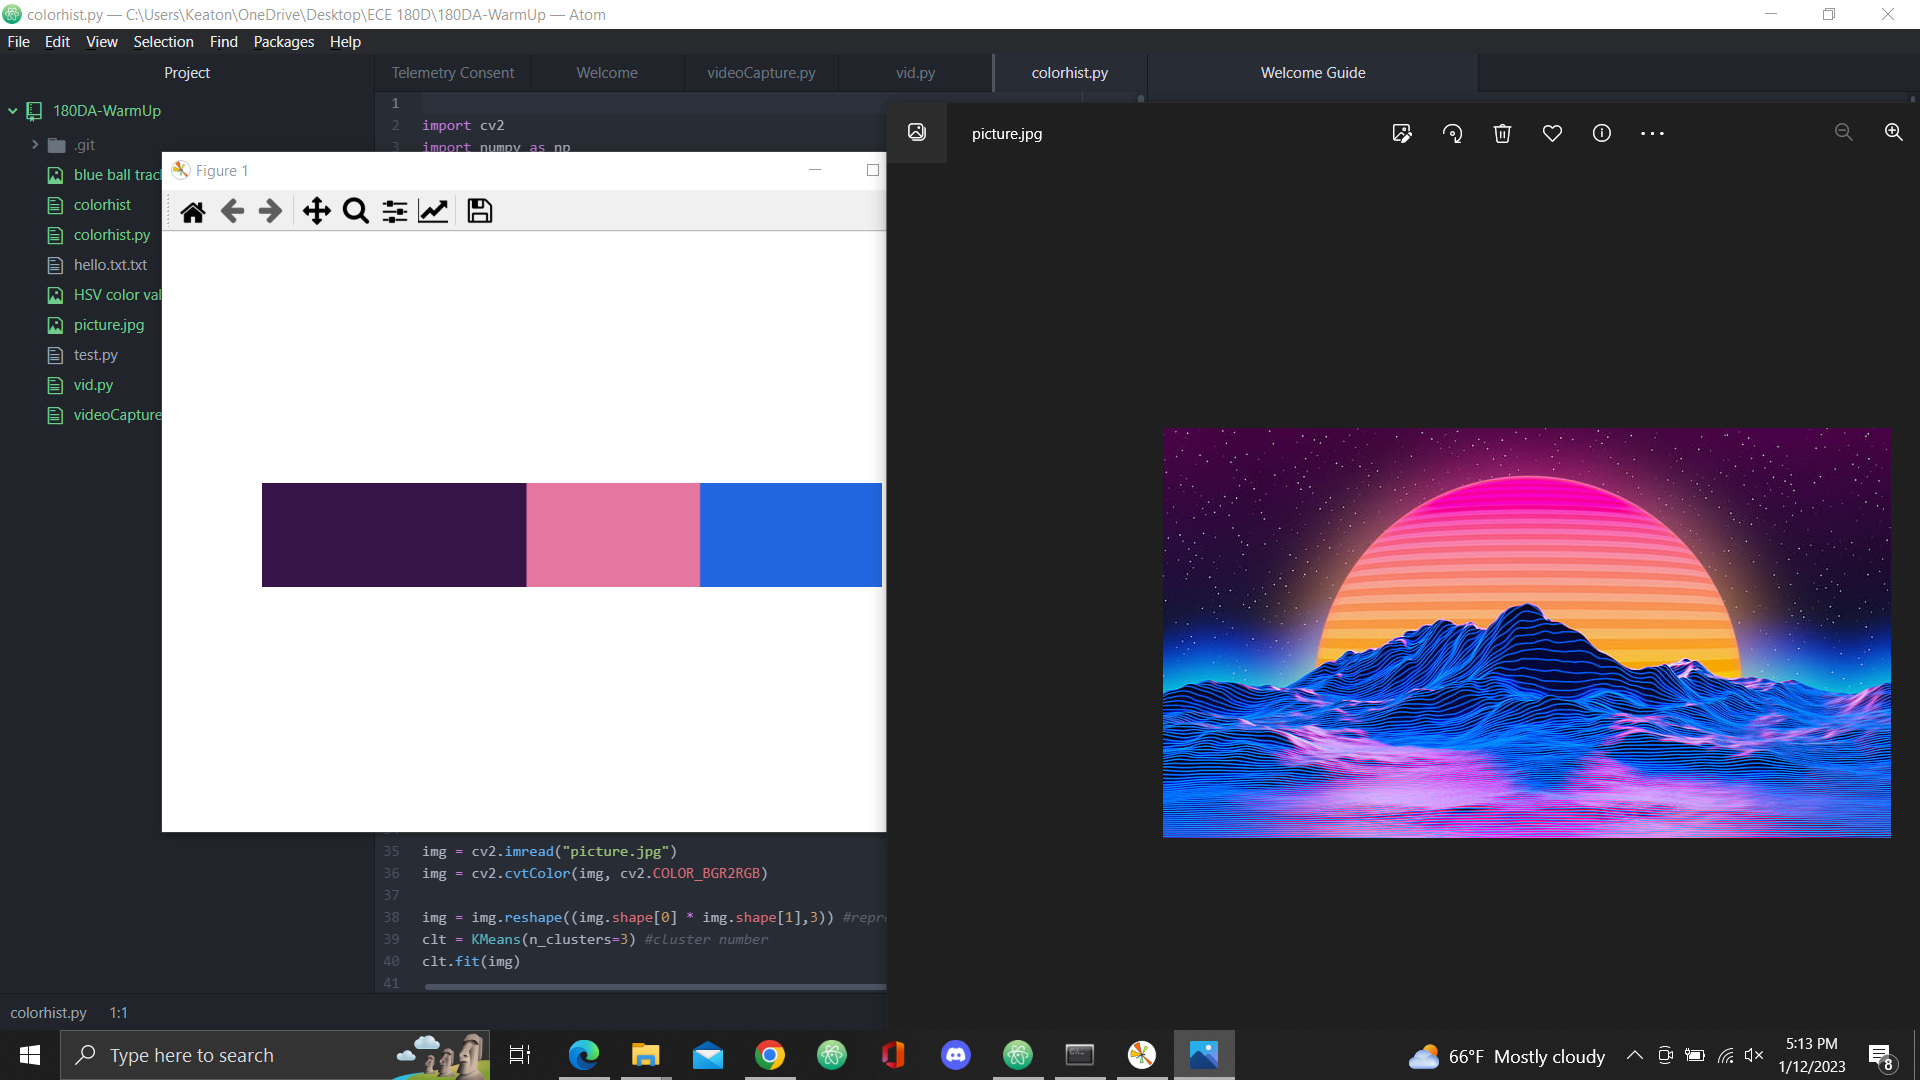 colorhist.py — C:\Users\Keaton\OneDrive\Desktop\ECE 180D\180DA-WarmUp — Atom
File Edit View Selection Find Packages Help
Project
Telemetry Consent Welcome videoCapture.py vid.py colorhist.py Welcome Guide
180DA-WarmUp
.git
blue ball trac
colorhist
colorhist.py
hello.txt.txt
HSV color val
picture.jpg
test.py
vid.py
videoCapture
1
2 import cv2
3 import numpy as np
Figure 1
picture.jpg
35 img = cv2.imread("picture.jpg")
36 img = cv2.cvtColor(img, cv2.COLOR_BGR2RGB)
37
38 img = img.reshape((img.shape[0] * img.shape[1],3)) #repr
39 clt = KMeans(n_clusters=3) #cluster number
40 clt.fit(img)
41
colorhist.py 1:1
Type here to search
66°F Mostly cloudy
5:13 PM
1/12/2023
8